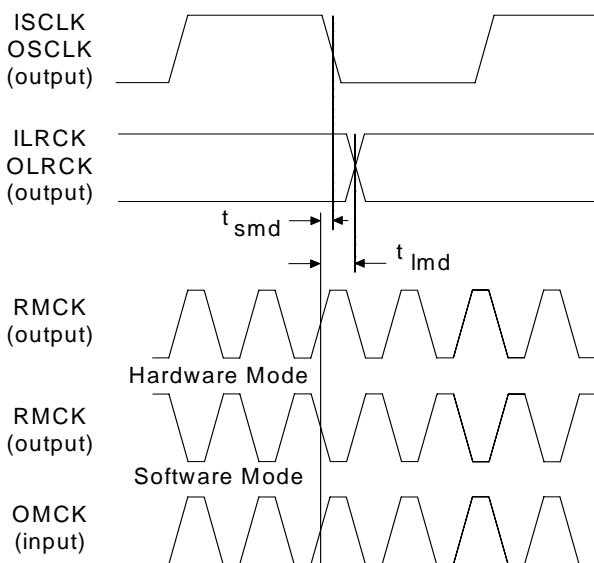 ISCLK
OSCLK
(output)
ILRCK
OLRCK
(output)
t smd
t lmd
RMCK
(output)
Hardware Mode
RMCK
(output)
Software Mode
OMCK
(input)